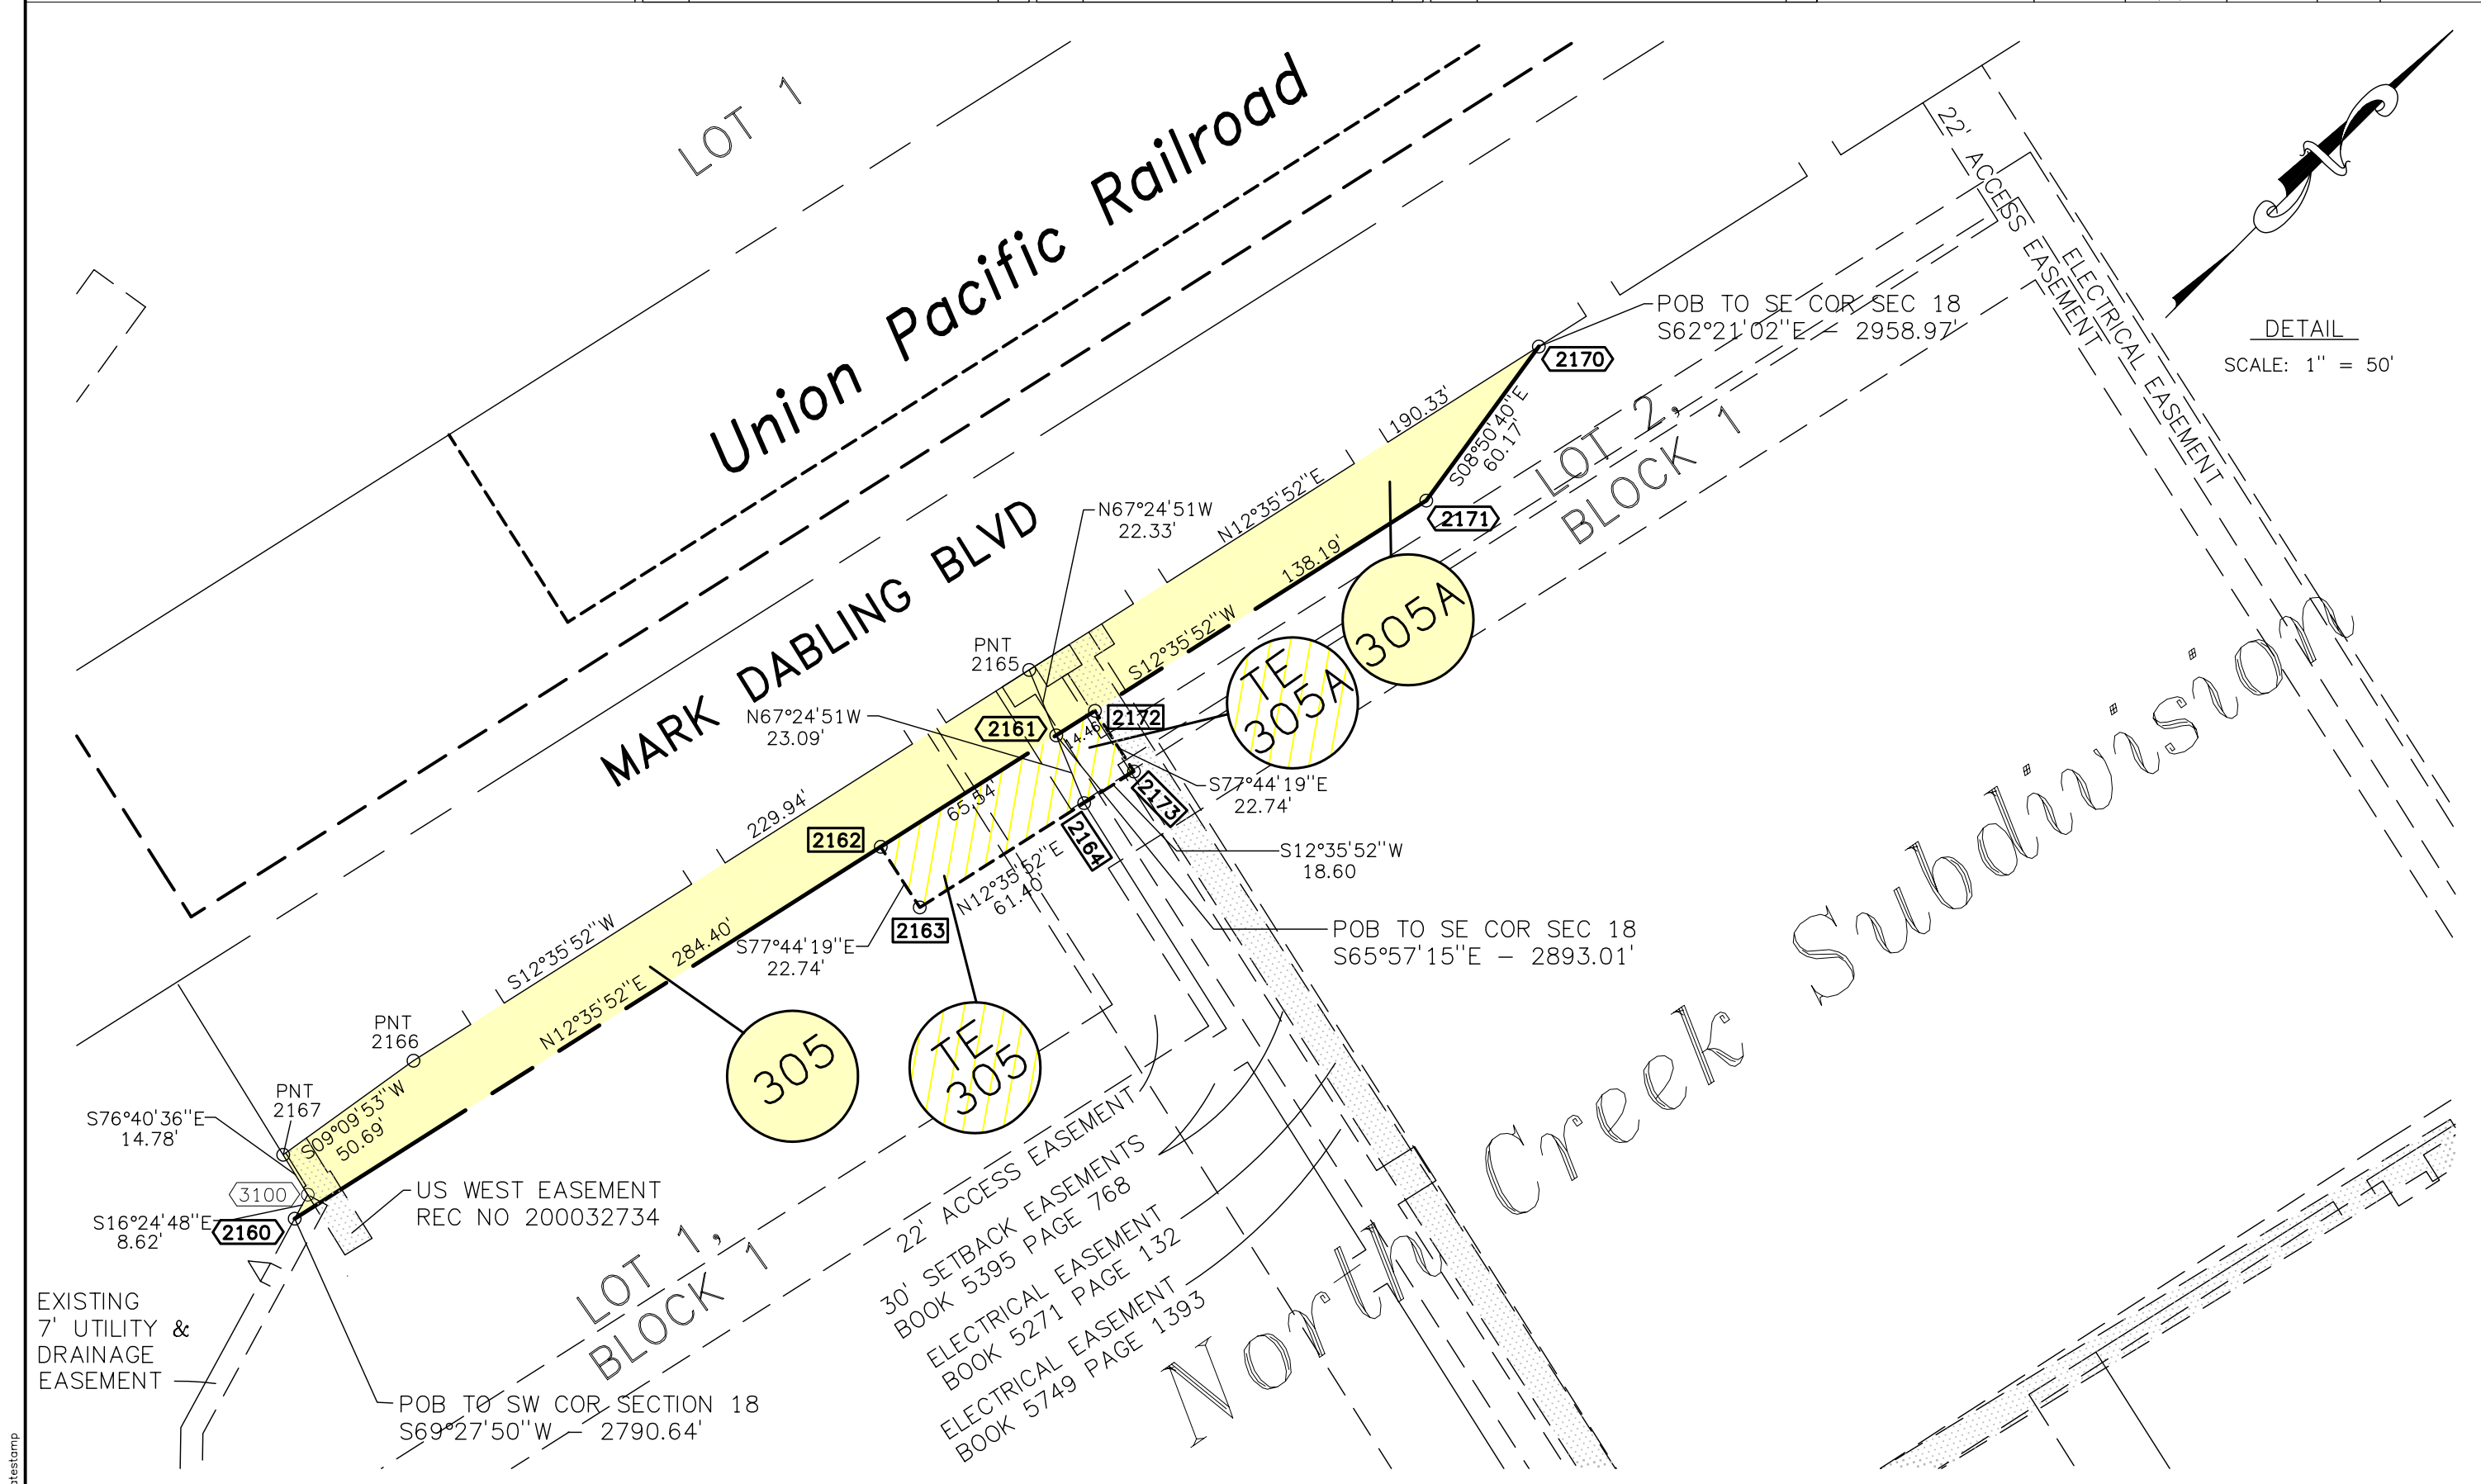 LOT 1
Union Pacific Railroad
MARK DABLING BLVD
22' ACCESS EASEMENT
ELECTRICAL EASEMENT
DETAIL
SCALE: 1" = 50'
POB TO SE COR SEC 18
S62°21'02"E - 2958.97'
2170
190.33'
S08°50'40"E
60.17'
LOT 2,
BLOCK 1
2171
N12°35'52"E
138.19'
S12°35'52"W
305A
TE
305A
N67°24'51W
22.33'
PNT
2165
N67°24'51W
23.09'
2161
2172
14.46'
2173
S77°44'19"E
22.74'
2164
S12°35'52"W
18.60
65.54'
229.94'
2162
N12°35'52"E
61.40'
2163
S77°44'19"E
22.74'
POB TO SE COR SEC 18
S65°57'15"E - 2893.01'
S12°35'52"W
284.40'
N12°35'52"E
305
TE
305
PNT
2166
PNT
2167
S09°09'53"W
50.69'
S76°40'36"E
14.78'
3100
S16°24'48"E
8.62'
2160
US WEST EASEMENT
REC NO 200032734
EXISTING
7' UTILITY &
DRAINAGE
EASEMENT
LOT 1,
BLOCK 1
POB TO SW COR SECTION 18
S69°27'50"W - 2790.64'
22' ACCESS EASEMENT
30' SETBACK EASEMENTS
BOOK 5395 PAGE 768
ELECTRICAL EASEMENT
BOOK 5271 PAGE 132
ELECTRICAL EASEMENT
BOOK 5749 PAGE 1393
North Creek Subdivision